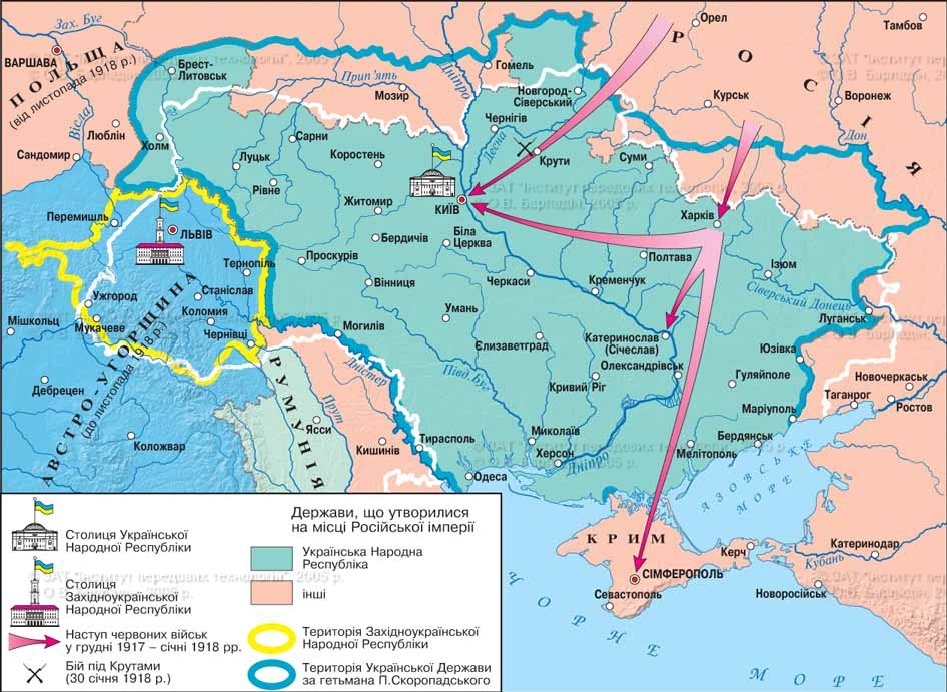 Зах. Буг
Орел
Тамбов
ВАРШАВА
ПОЛЬЩА
(від листопада 1918 р.)
Вісла
Брест-
Литовськ
Прип'ять
Мозир
Дніпро
Гомель
Новгород-
Сіверський
РОСІЯ
Курськ
Воронеж
Дон
Люблін
Сандомир
Холм
Луцьк
Рівне
Сарни
Коростень
Житомир
Чернігів
Десна
Крути
Суми
КИЇВ
Харків
Перемишль
ЛЬВІВ
Тернопіль
Проскурів
Бердичів
Біла
Церква
Вінниця
Черкаси
Полтава
Кременчук
Ізюм
Сіверський Донець
Луганськ
Ужгород
Мукачеве
Мішкольц
Дебрецен
Станіслав
Коломия
Чернівці
АВСТРО-УГОРЩИНА
(до листопада 1918 р.)
Коложвар
РУМУНІЯ
Ясси
Прут
Дністер
Могилів
Кишинів
Тирасполь
Одеса
Умань
Півд. Буг
Єлизаветград
Кривий Ріг
Миколаїв
Херсон
Дніпро
Катеринослав
(Січеслав)
Олександрівськ
Гуляйполе
Юзівка
Маріуполь
Бердянськ
Мелітополь
Таганрог
Новочеркаськ
Ростов
АЗОВСЬКЕ
МОРЕ
КРИМ
СІМФЕРОПОЛЬ
Севастополь
Керч
Катеринодар
Кубань
Новоросійськ
ЧОРНЕ МОРЕ
Столиця Української
Народної Республіки
Столиця
Західноукраїнської
Народної Республіки
Наступ червоних військ
у грудні 1917 – січні 1918 рр.
Бій під Крутами
(30 січня 1918 р.)
Держави, що утворилися
на місці Російської імперії
Українська Народна
Республіка
інші
Територія Західноукраїнської
Народної Республіки
Територія Української Держави
за гетьмана П.Скоропадського
© ЗАТ "Інститут передових технологій", 2005 р.
© О.В. Барладін, 2005 р.